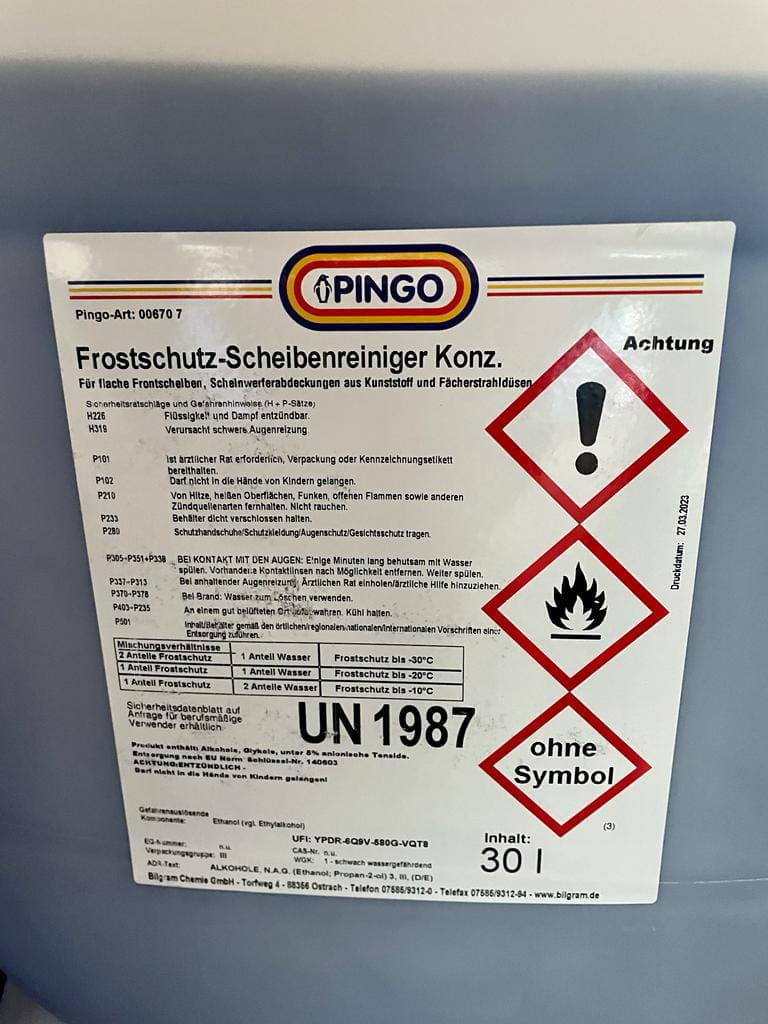 PINGO
Pingo-Art: 00670 7
Achtung
Frostschutz-Scheibenreiniger Konz.
Für flache Frontscheiben, Scheinwerferabdeckungen aus Kunststoff und Fächerstrahldüsen
Sicherheitsratschläge und Gefahrenhinweise (H + P-Sätze)
H226 Flüssigkeit und Dampf entzündbar.
H319 Verursacht schwere Augenreizung
P101 Ist ärztlicher Rat erforderlich, Verpackung oder Kennzeichnungsetikett
bereithalten.
P102 Darf nicht in die Hände von Kindern gelangen.
P210 Von Hitze, heißen Oberflächen, Funken, offenen Flammen sowie anderen
Zündquellenarten fernhalten. Nicht rauchen.
P233 Behälter dicht verschlossen halten.
P280 Schutzhandschuhe/Schutzkleidung/Augenschutz/Gesichtsschutz tragen.
P305-P351+P338 BEI KONTAKT MIT DEN AUGEN: Einige Minuten lang behutsam mit Wasser
spülen. Vorhandene Kontaktlinsen nach Möglichkeit entfernen. Weiter spülen.
P337-P313 Bei anhaltender Augenreizung: Ärztlichen Rat einholen/ärztliche Hilfe hinzuziehen.
P370-P378 Bei Brand: Wasser zum Löschen verwenden.
P403-P235 An einem gut belüfteten Ort aufbewahren. Kühl halten.
P501 Inhalt/Behälter gemäß den örtlichen/regionalen/nationalen/internationalen Vorschriften einer
Entsorgung zuführen.
Mischungsverhältnisse
2 Anteile Frostschutz 1 Anteil Wasser Frostschutz bis -30°C
1 Anteil Frostschutz 1 Anteil Wasser Frostschutz bis -20°C
1 Anteil Frostschutz 2 Anteile Wasser Frostschutz bis -10°C
Sicherheitsdatenblatt auf
Anfrage für berufsmäßige
Verwender erhältlich
UN 1987
ohne
Symbol
Produkt enthält: Alkohole, Glykole, unter 5% anionische Tenside.
Entsorgung nach EU Norm Schlüssel-Nr. 140603
ACHTUNG:ENTZÜNDLICH -
Darf nicht in die Hände von Kindern gelangen!
(3)
Gefahrenauslösende
Komponente: Ethanol (vgl. Ethylalkohol)
UFI: YPDR-6Q9V-580G-VQT8
EG-Nummer: n.u. CAS-Nr. n.u.
Verpackungsgruppe: III WGK: 1 - schwach wassergefährdend
Inhalt:
30 l
ADR-Text: ALKOHOLE, N.A.G. (Ethanol; Propan-2-ol) 3, III, (D/E)
Bilgram Chemie GmbH - Torfweg 4 - 88356 Ostrach - Telefon 07585/9312-0 - Telefax 07585/9312-94 - www.bilgram.de
Druckdatum: 27.03.2023